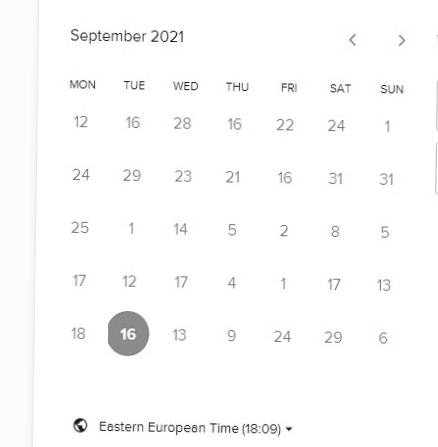 September 2021
MON TUE WED THU FRI SAT SUN
12 16 28 16 22 24 1
24 29 23 21 16 31 31
25 1 14 5 2 8 5
17 12 17 4 1 17 13
18 16 13 9 24 29 6
Eastern European Time (18:09)